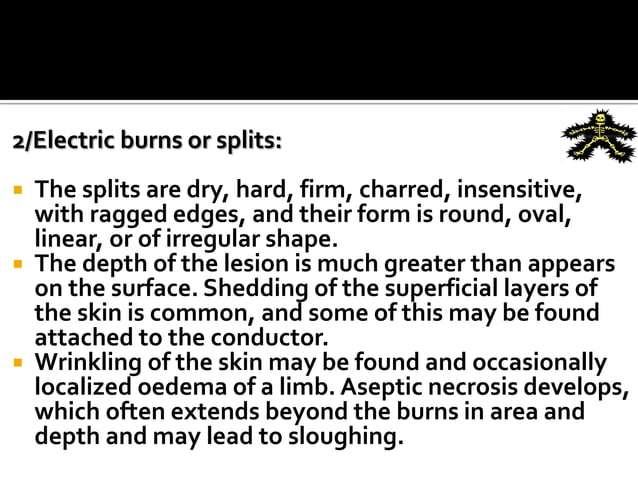 2/Electric burns or splits:
The splits are dry, hard, firm, charred, insensitive,
with ragged edges, and their form is round, oval,
linear, or of irregular shape.
The depth of the lesion is much greater than appears
on the surface. Shedding of the superficial layers of
the skin is common, and some of this may be found
attached to the conductor.
Wrinkling of the skin may be found and occasionally
localized oedema of a limb. Aseptic necrosis develops,
which often extends beyond the burns in area and
depth and may lead to sloughing.